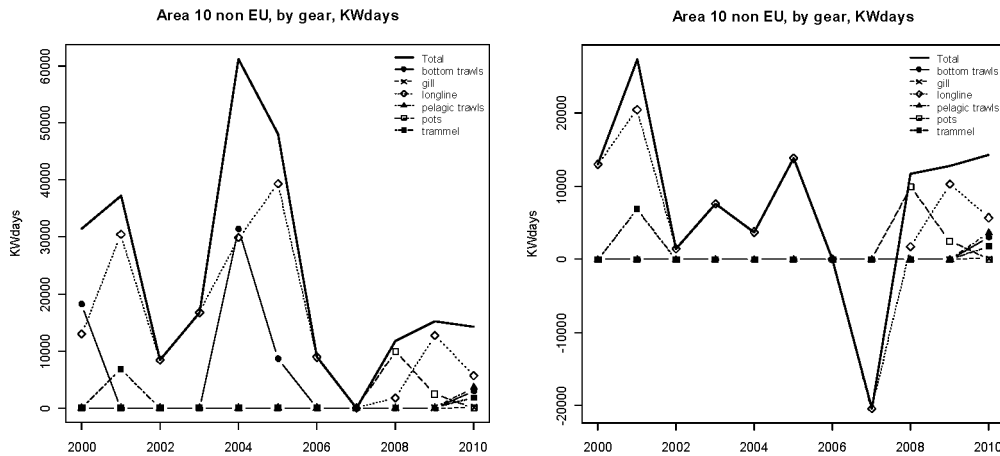 Area 10 non EU, by gear, KWdays
KWdays
60000
50000
40000
30000
20000
10000
0
2000
2002
2004
2006
2008
2010
Total
bottom trawls
gill
longline
pelagic trawls
pots
trammel
Area 10 non EU, by gear, KWdays
KWdays
20000
10000
0
-10000
-20000
2000
2002
2004
2006
2008
2010
Total
bottom trawls
gill
longline
pelagic trawls
pots
trammel